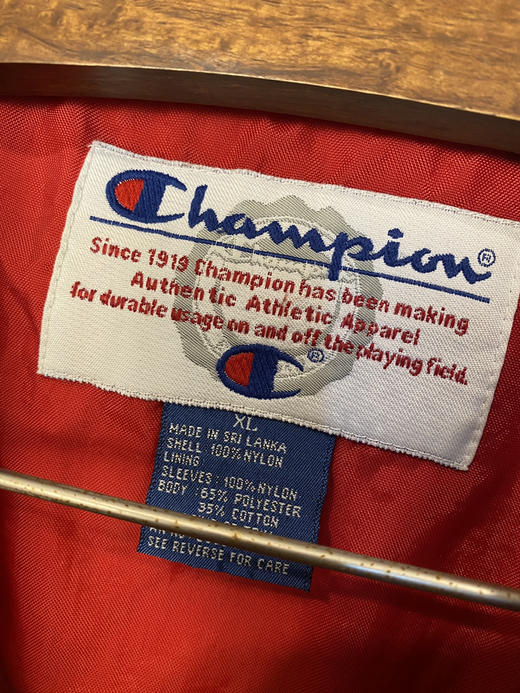 Champion®
Since 1919 Champion has been making
Authentic Athletic Apparel
for durable usage on and off the playing field.
®
XL
MADE IN SRI LANKA
SHELL 100% NYLON
LINING
SLEEVES : 100% NYLON
BODY : 65% POLYESTER
35% COTTON
SEE REVERSE FOR CARE